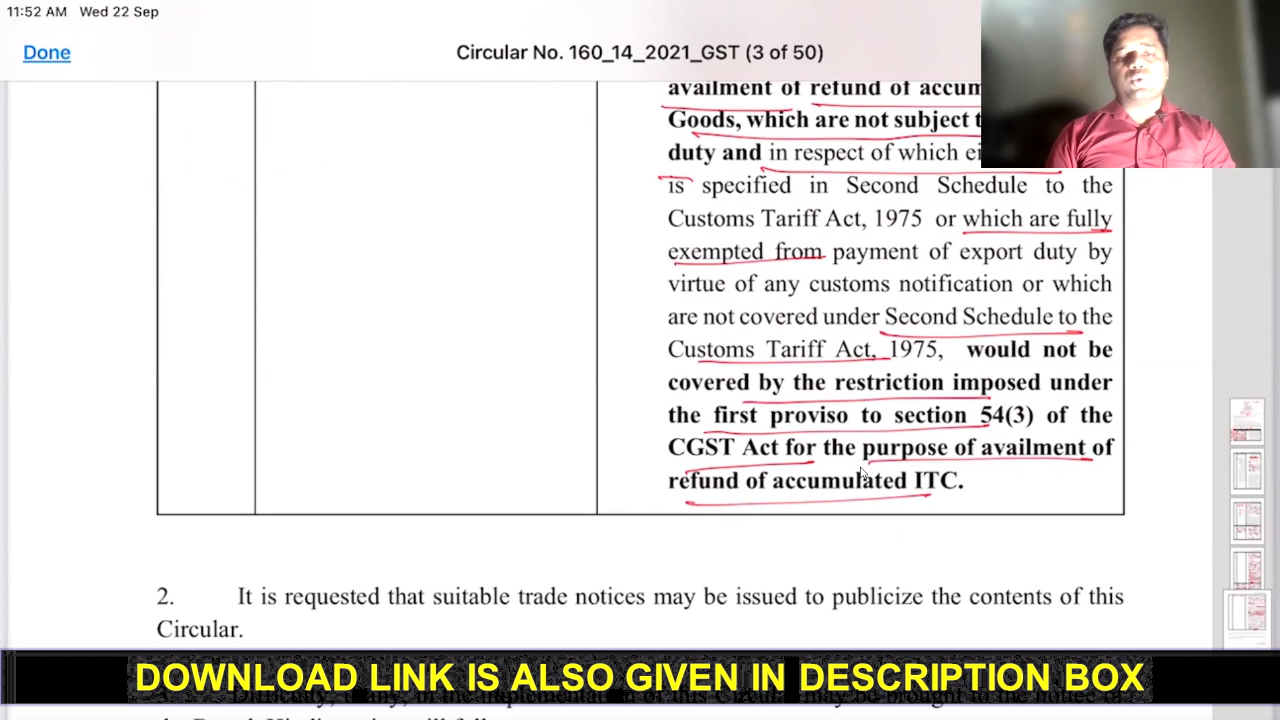 11:52 AM Wed 22 Sep
Done
Circular No. 160_14_2021_GST (3 of 50)
availment of refund of accum
Goods, which are not subject t
duty and in respect of which ei
is specified in Second Schedule to the
Customs Tariff Act, 1975 or which are fully
exempted from payment of export duty by
virtue of any customs notification or which
are not covered under Second Schedule to the
Customs Tariff Act, 1975, would not be
covered by the restriction imposed under
the first proviso to section 54(3) of the
CGST Act for the purpose of availment of
refund of accumulated ITC.
2. It is requested that suitable trade notices may be issued to publicize the contents of this
Circular.
DOWNLOAD LINK IS ALSO GIVEN IN DESCRIPTION BOX